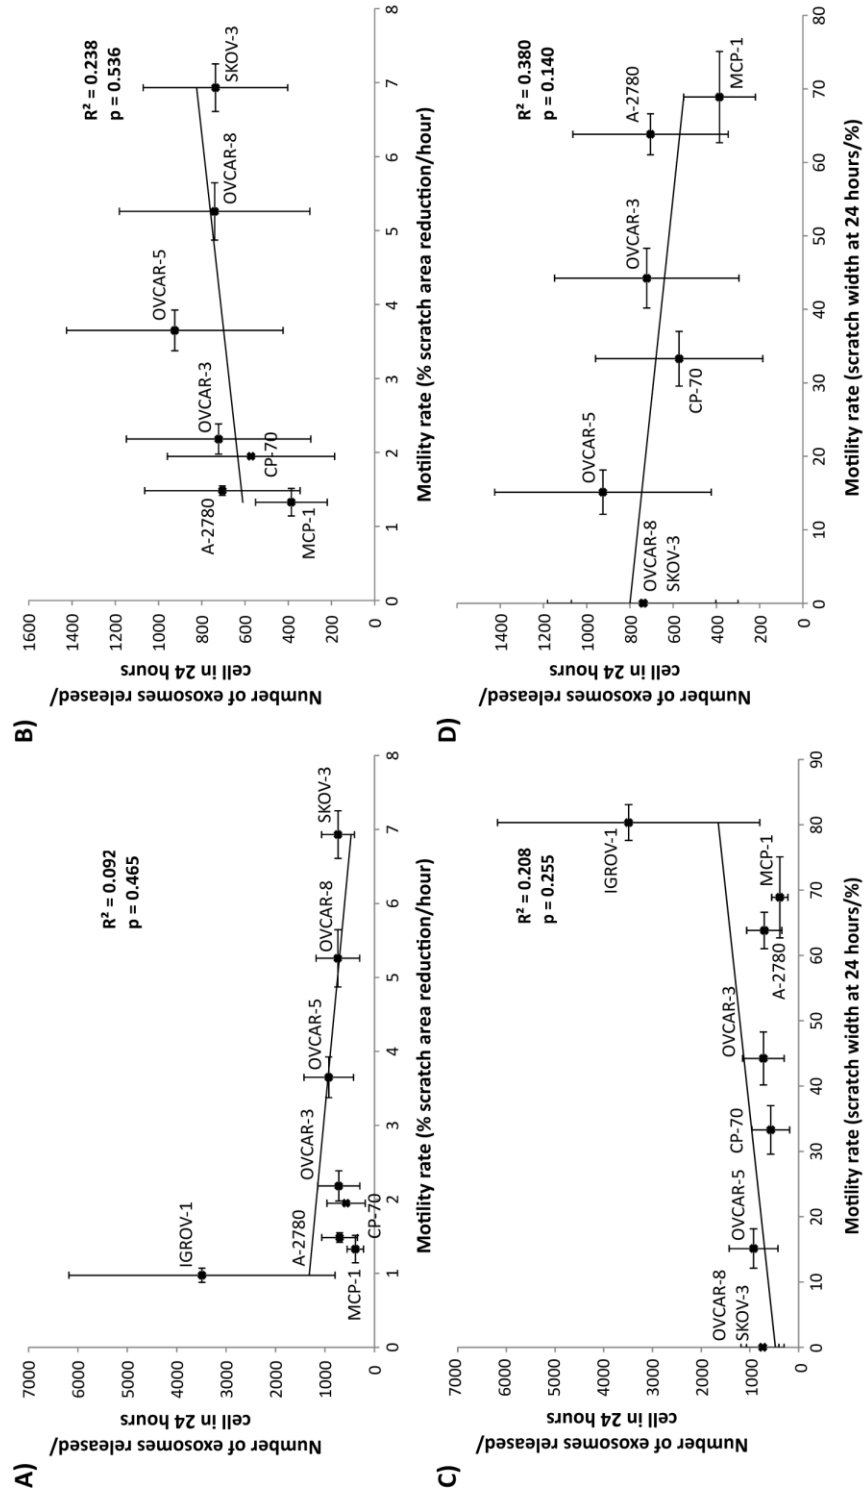 A)
Number of exosomes released/
cell in 24 hours
7000
6000
5000
4000
3000
2000
1000
0
R² = 0.092
p = 0.465
IGROV-1
A-2780
MCP-1
CP-70
OVCAR-3
OVCAR-5
OVCAR-8
SKOV-3
0 1 2 3 4 5 6 7 8
Motility rate (% scratch area reduction/hour)
B)
Number of exosomes released/
cell in 24 hours
1600
1400
1200
1000
800
600
400
200
0
R² = 0.238
p = 0.536
A-2780
MCP-1
CP-70
OVCAR-3
OVCAR-5
OVCAR-8
SKOV-3
0 1 2 3 4 5 6 7 8
Motility rate (% scratch area reduction/hour)
C)
Number of exosomes released/
cell in 24 hours
7000
6000
5000
4000
3000
2000
1000
0
R² = 0.208
p = 0.255
OVCAR-8
SKOV-3
OVCAR-5
CP-70
OVCAR-3
A-2780
MCP-1
IGROV-1
0 10 20 30 40 50 60 70 80 90
Motility rate (scratch width at 24 hours/%)
D)
Number of exosomes released/
cell in 24 hours
1400
1200
1000
800
600
400
200
0
R² = 0.380
p = 0.140
OVCAR-8
SKOV-3
OVCAR-5
CP-70
OVCAR-3
A-2780
MCP-1
0 10 20 30 40 50 60 70 80
Motility rate (scratch width at 24 hours/%)